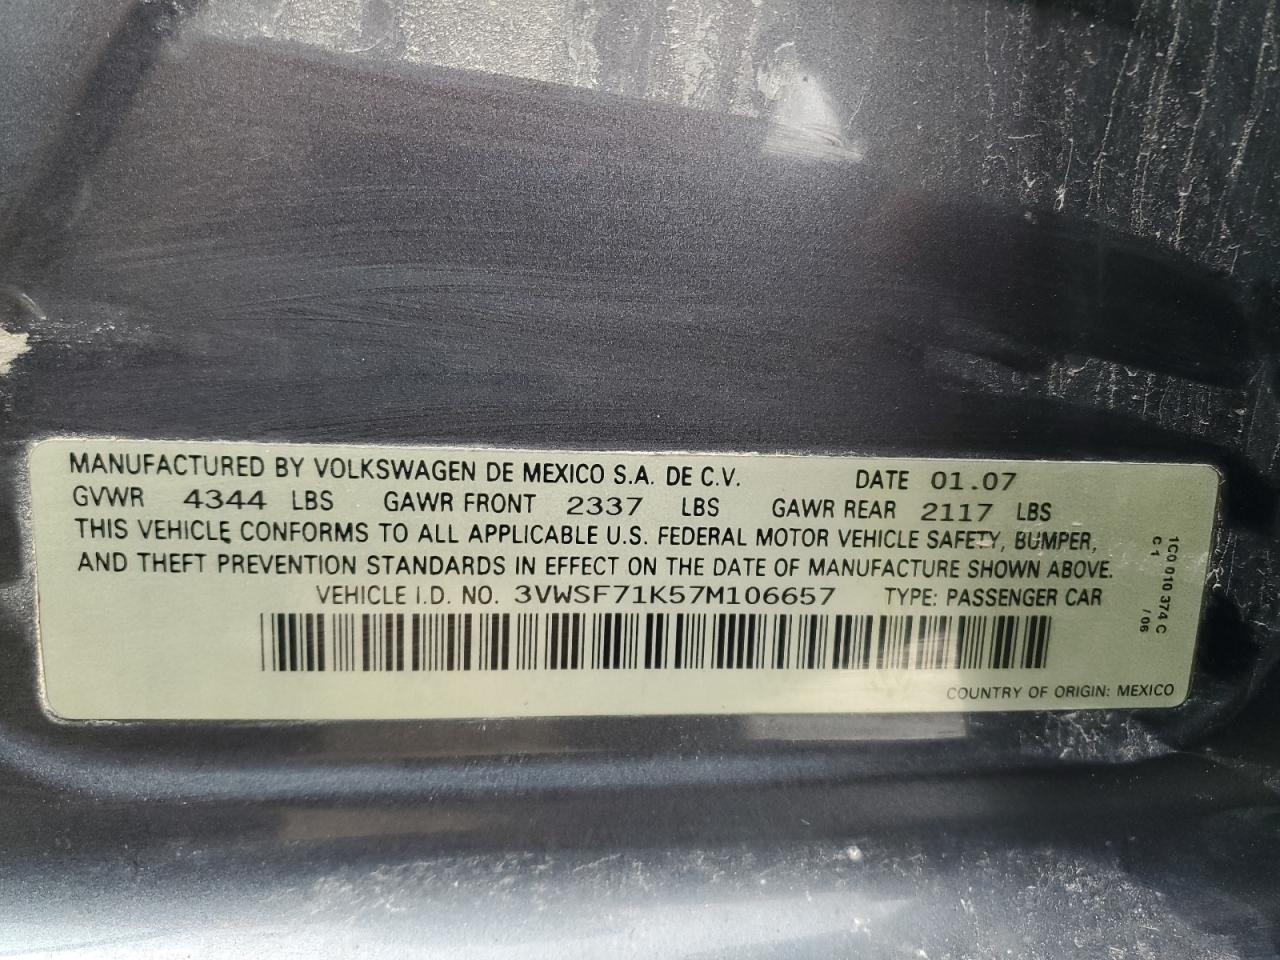 MANUFACTURED BY VOLKSWAGEN DE MEXICO S.A. DE C.V. DATE 01.07
GVWR 4344 LBS GAWR FRONT 2337 LBS GAWR REAR 2117 LBS
THIS VEHICLE CONFORMS TO ALL APPLICABLE U.S. FEDERAL MOTOR VEHICLE SAFETY, BUMPER,
AND THEFT PREVENTION STANDARDS IN EFFECT ON THE DATE OF MANUFACTURE SHOWN ABOVE.
VEHICLE I.D. NO. 3VWSF71K57M106657 TYPE: PASSENGER CAR
COUNTRY OF ORIGIN: MEXICO
1C0 010 374 C
C 1 / 06